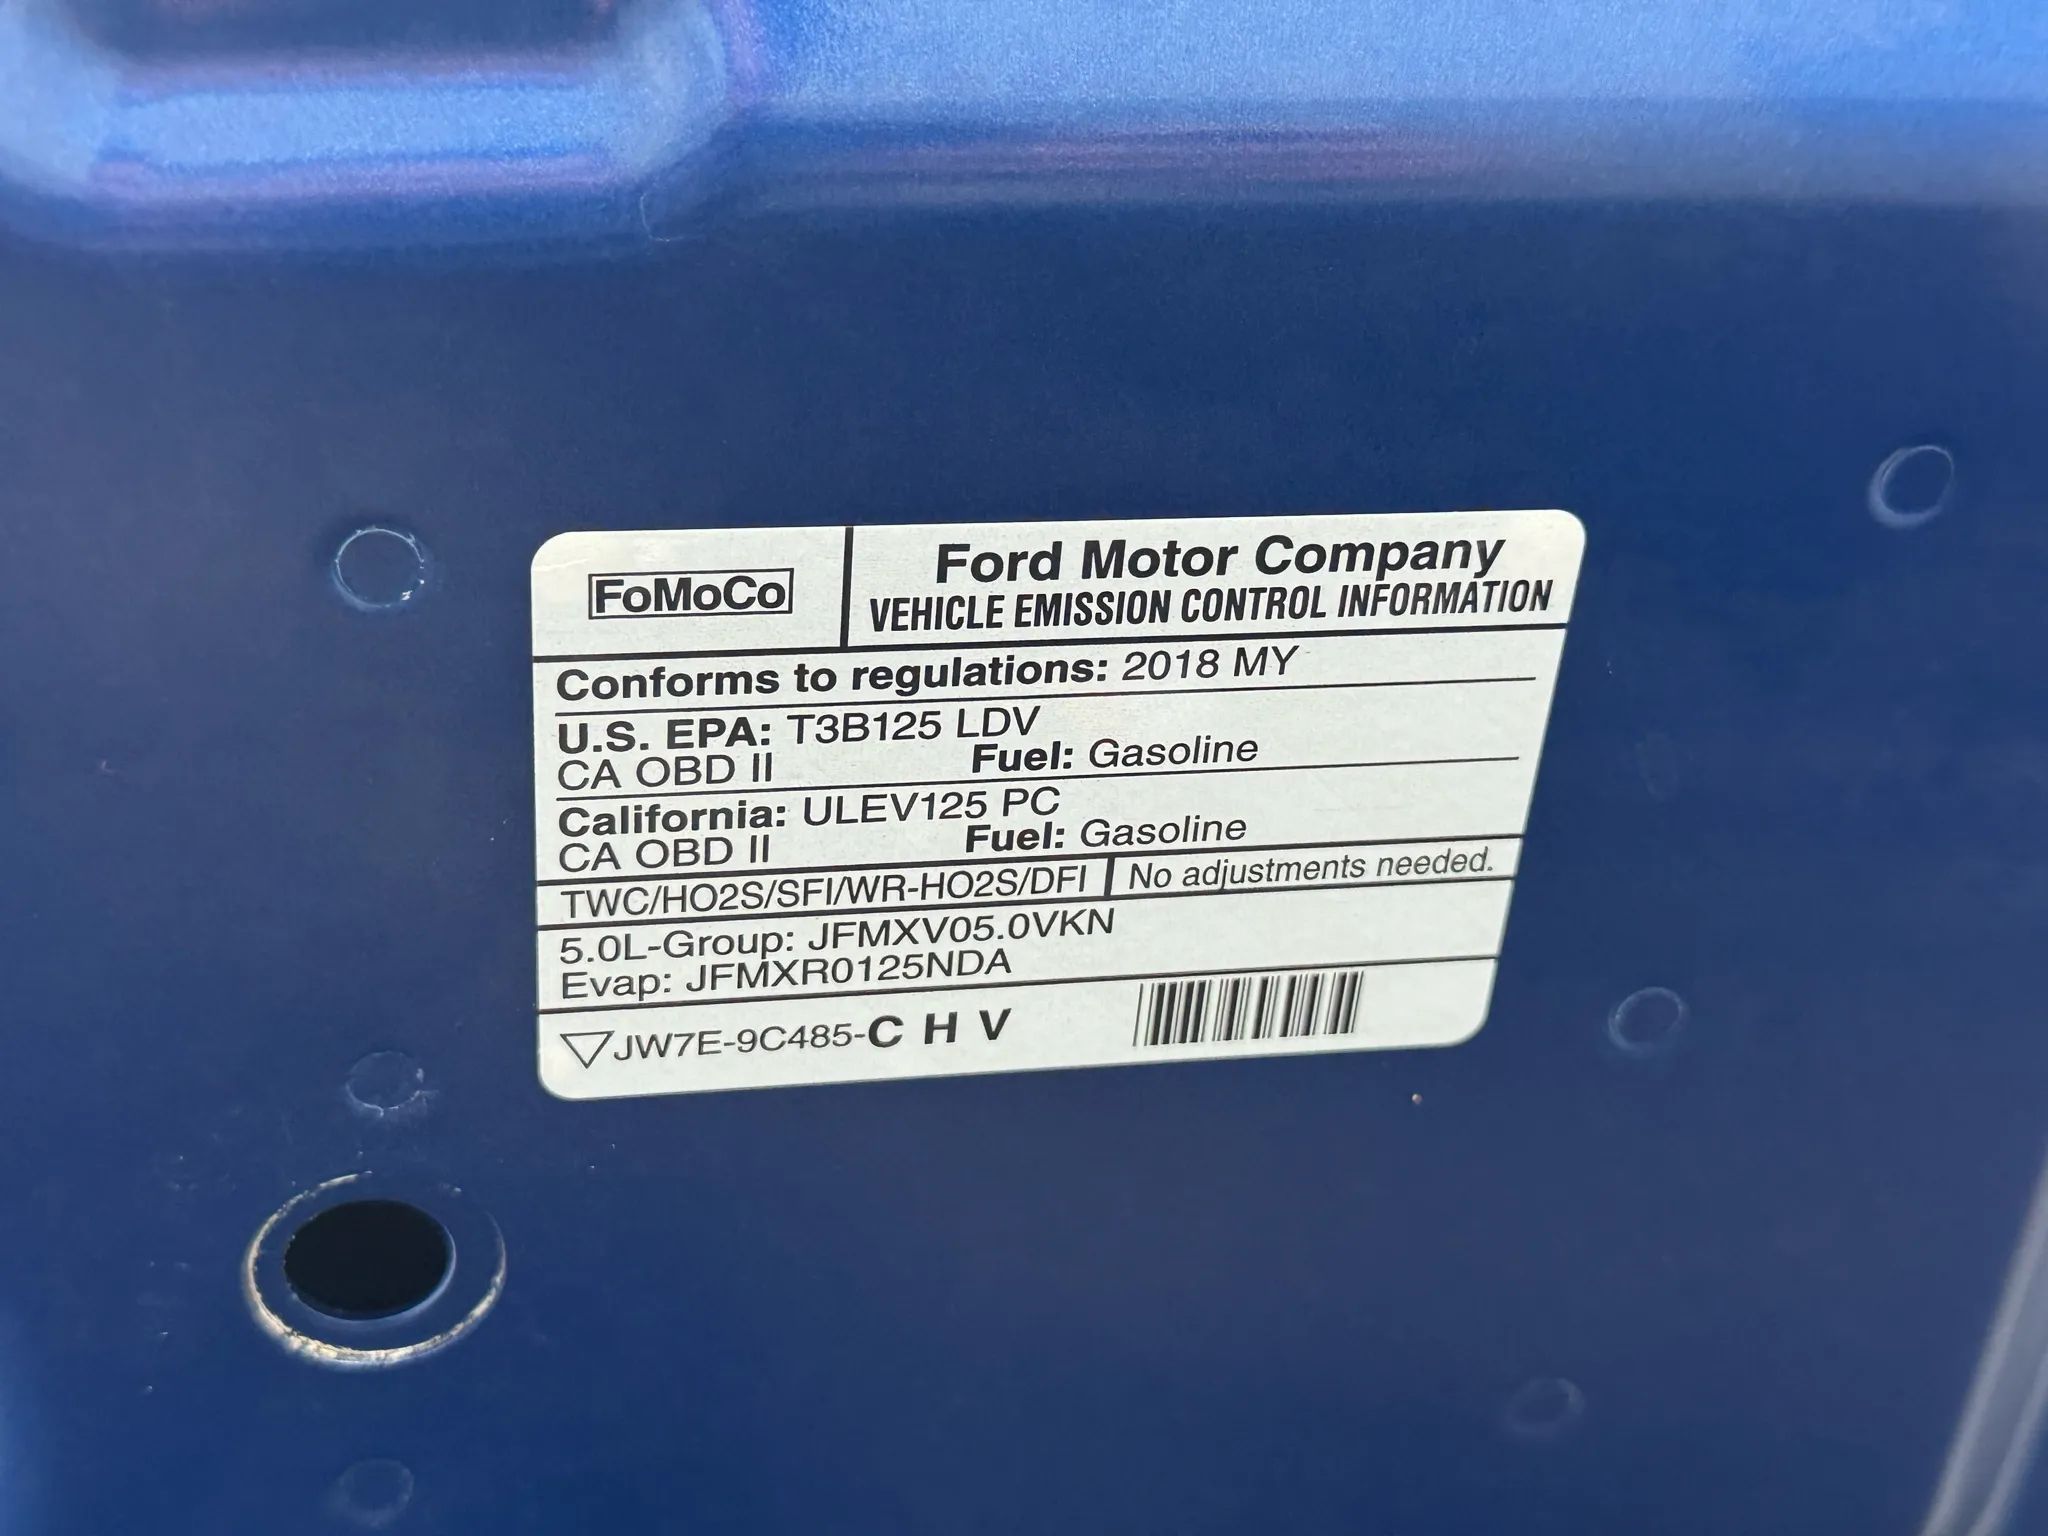 FoMoCo
Ford Motor Company
VEHICLE EMISSION CONTROL INFORMATION
Conforms to regulations: 2018 MY
U.S. EPA: T3B125 LDV
CA OBD II Fuel: Gasoline
California: ULEV125 PC
CA OBD II Fuel: Gasoline
TWC/HO2S/SFI/WR-HO2S/DFI No adjustments needed.
5.0L-Group: JFMXV05.0VKN
Evap: JFMXR0125NDA
JW7E-9C485-C H V